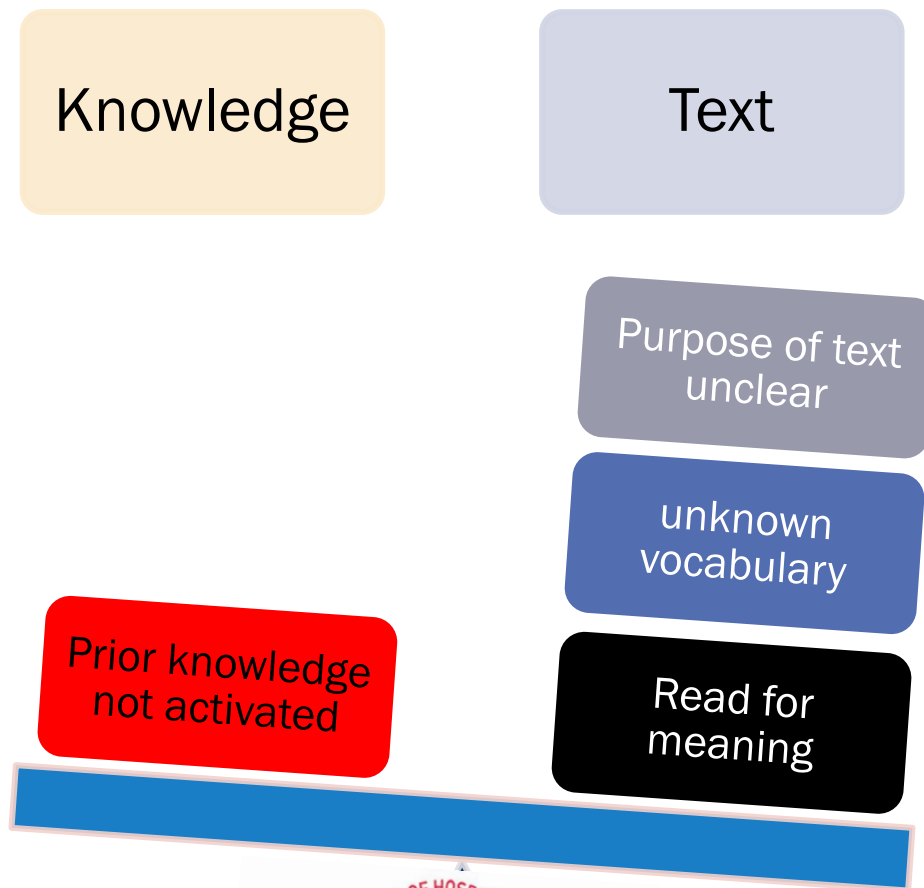 Knowledge
Text
Purpose of text
unclear
unknown
vocabulary
Prior knowledge
not activated
Read for
meaning